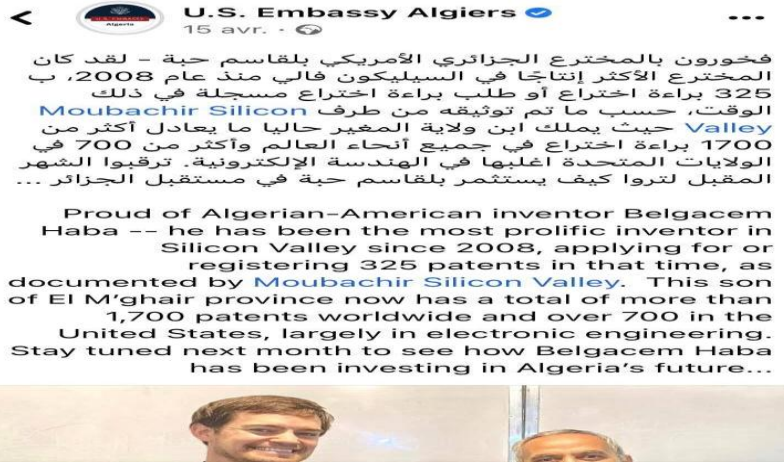 U.S. Embassy Algiers
15 avr. ·
فخورون بالمخترع الجزائري الأمريكي بلقاسم حبة - لقد كان
المخترع الأكثر إنتاجًا في السيليكون فالي منذ عام 2008، ب
325 براءة اختراع أو طلب براءة اختراع مسجلة في ذلك
الوقت، حسب ما تم توثيقه من طرف Moubachir Silicon
Valley حيث يملك ابن ولاية المغير حاليا ما يعادل أكثر من
1700 براءة اختراع في جميع أنحاء العالم وأكثر من 700 في
الولايات المتحدة اغلبها في الهندسة الإلكترونية. ترقبوا الشهر
المقبل لتروا كيف يستثمر بلقاسم حبة في مستقبل الجزائر ...
Proud of Algerian-American inventor Belgacem
Haba -- he has been the most prolific inventor in
Silicon Valley since 2008, applying for or
registering 325 patents in that time, as
documented by Moubachir Silicon Valley. This son
of El M'ghair province now has a total of more than
1,700 patents worldwide and over 700 in the
United States, largely in electronic engineering.
Stay tuned next month to see how Belgacem Haba
has been investing in Algeria's future...